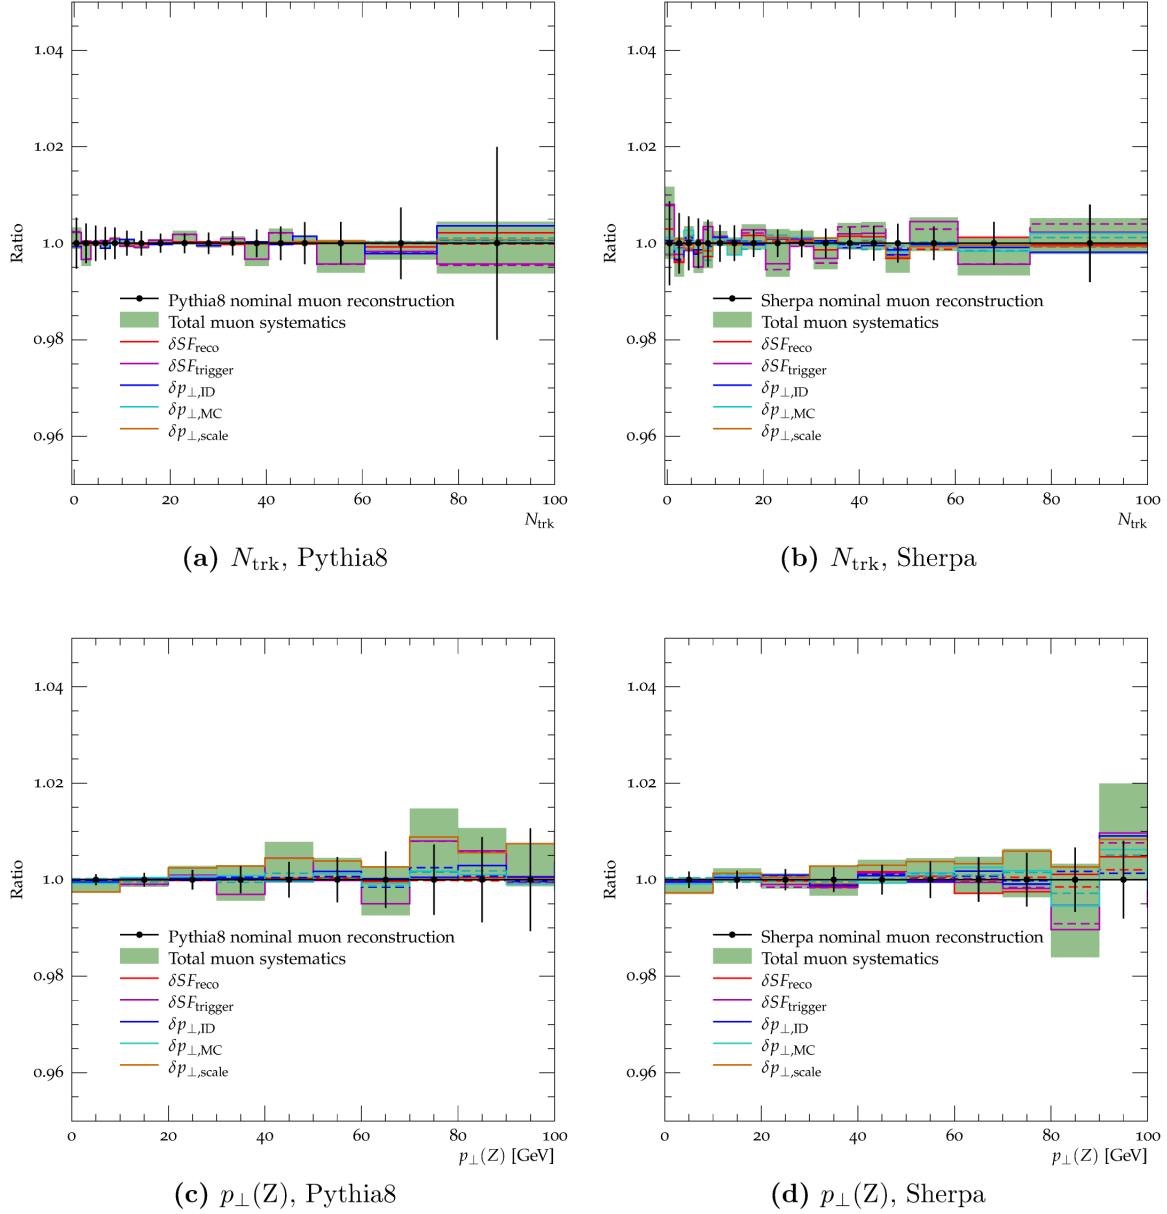 1.04
1.02
1.0
0.98
0.96
Ratio
Pythia8 nominal muon reconstruction
Total muon systematics
δSF_reco
δSF_trigger
δp_⊥,ID
δp_⊥,MC
δp_⊥,scale
0 20 40 60 80 100
N_trk
(a) N_trk, Pythia8
1.04
1.02
1.0
0.98
0.96
Ratio
Sherpa nominal muon reconstruction
Total muon systematics
δSF_reco
δSF_trigger
δp_⊥,ID
δp_⊥,MC
δp_⊥,scale
0 20 40 60 80 100
N_trk
(b) N_trk, Sherpa
1.04
1.02
1.0
0.98
0.96
Ratio
Pythia8 nominal muon reconstruction
Total muon systematics
δSF_reco
δSF_trigger
δp_⊥,ID
δp_⊥,MC
δp_⊥,scale
0 20 40 60 80 100
p_⊥(Z) [GeV]
(c) p_⊥(Z), Pythia8
1.04
1.02
1.0
0.98
0.96
Ratio
Sherpa nominal muon reconstruction
Total muon systematics
δSF_reco
δSF_trigger
δp_⊥,ID
δp_⊥,MC
δp_⊥,scale
0 20 40 60 80 100
p_⊥(Z) [GeV]
(d) p_⊥(Z), Sherpa